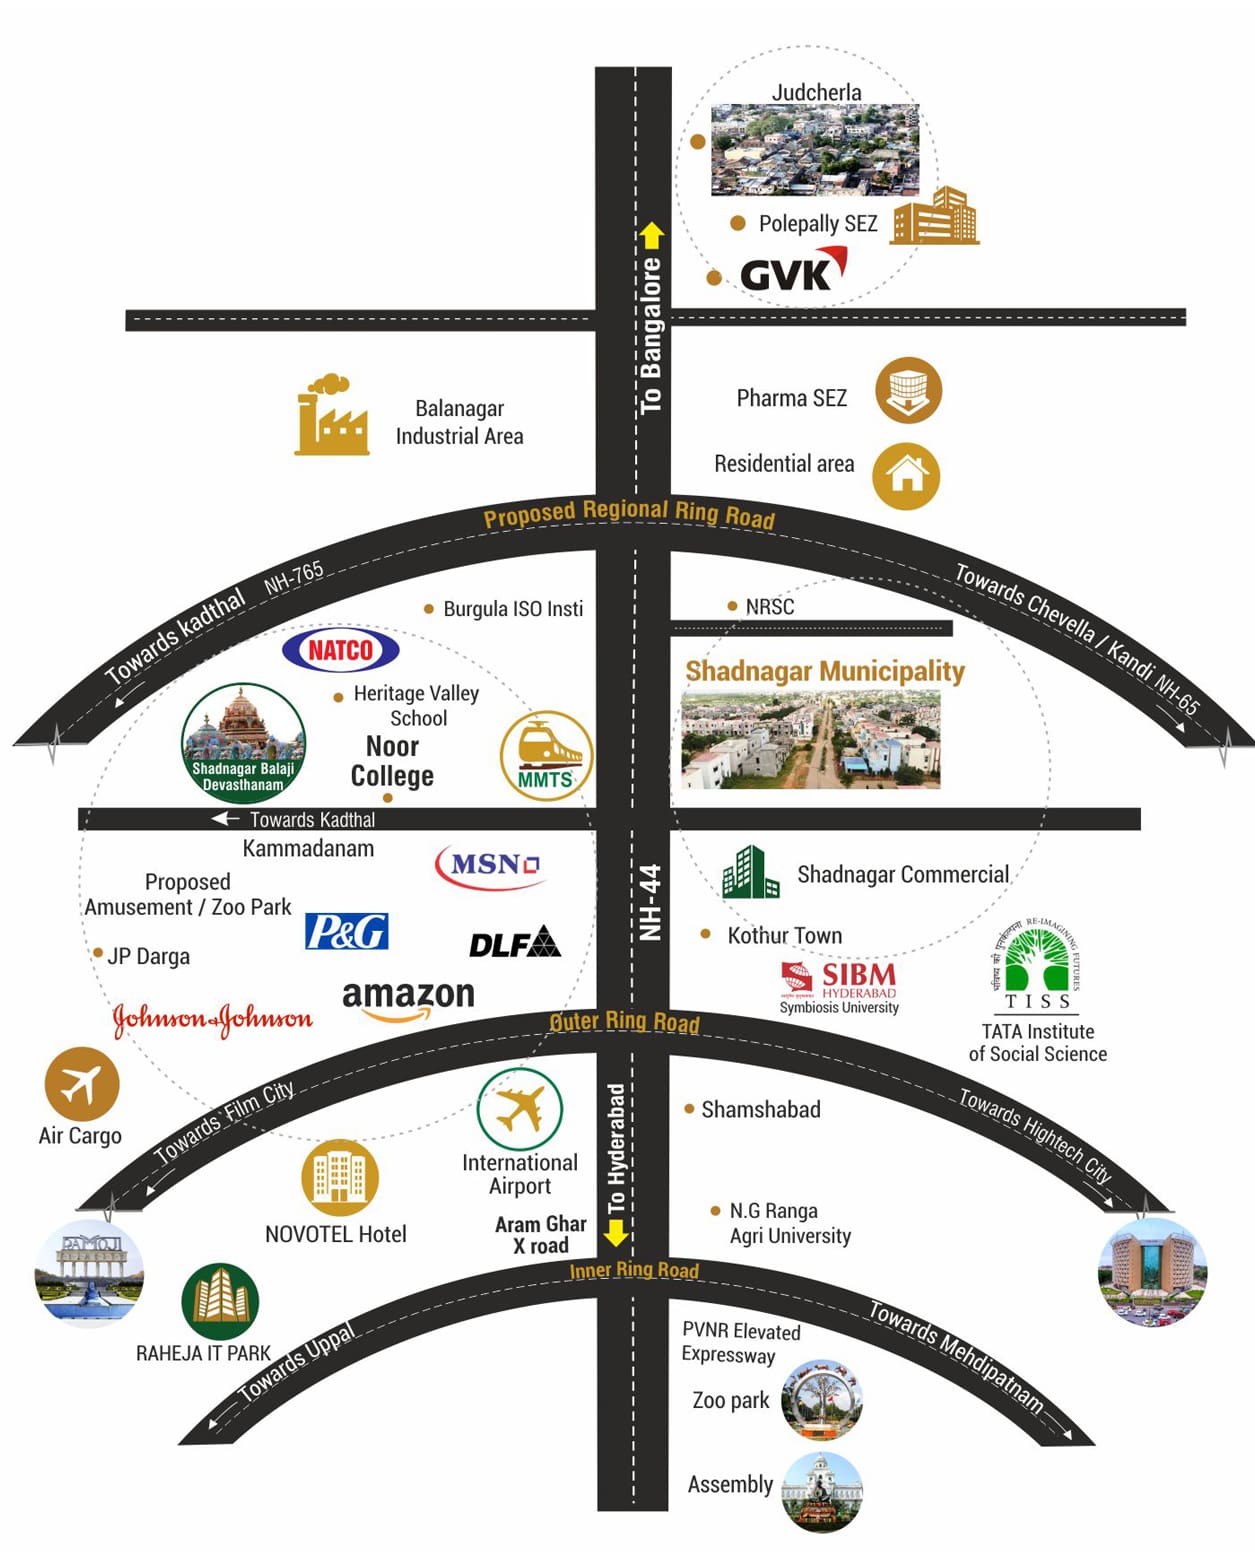 Judcherla
Polepally SEZ
GVK
To Bangalore
Balanagar
Industrial Area
Pharma SEZ
Residential area
Proposed Regional Ring Road
Towards kadthal NH-765
Towards Chevella / Kandi NH-65
Burgula ISO Insti
NRSC
NATCO
Heritage Valley
School
Shadnagar Municipality
Shadnagar Balaji
Devasthanam
Noor
College
MMTS
Towards Kadthal
Kammadanam
MSN
NH-44
Shadnagar Commercial
Proposed
Amusement / Zoo Park
P&G
DLF
Kothur Town
JP Darga
amazon
Johnson & Johnson
SIBM
HYDERABAD
Symbiosis University
RE-IMAGINING FUTURES
TISS
TATA Institute
of Social Science
Outer Ring Road
Towards Film City
Towards Hightech City
Air Cargo
International
Airport
To Hyderabad
Shamshabad
NOVOTEL Hotel
Aram Ghar
X road
N.G Ranga
Agri University
RAMOJI
Inner Ring Road
RAHEJA IT PARK
Towards Uppal
Towards Mehdipatnam
PVNR Elevated
Expressway
Zoo park
Assembly